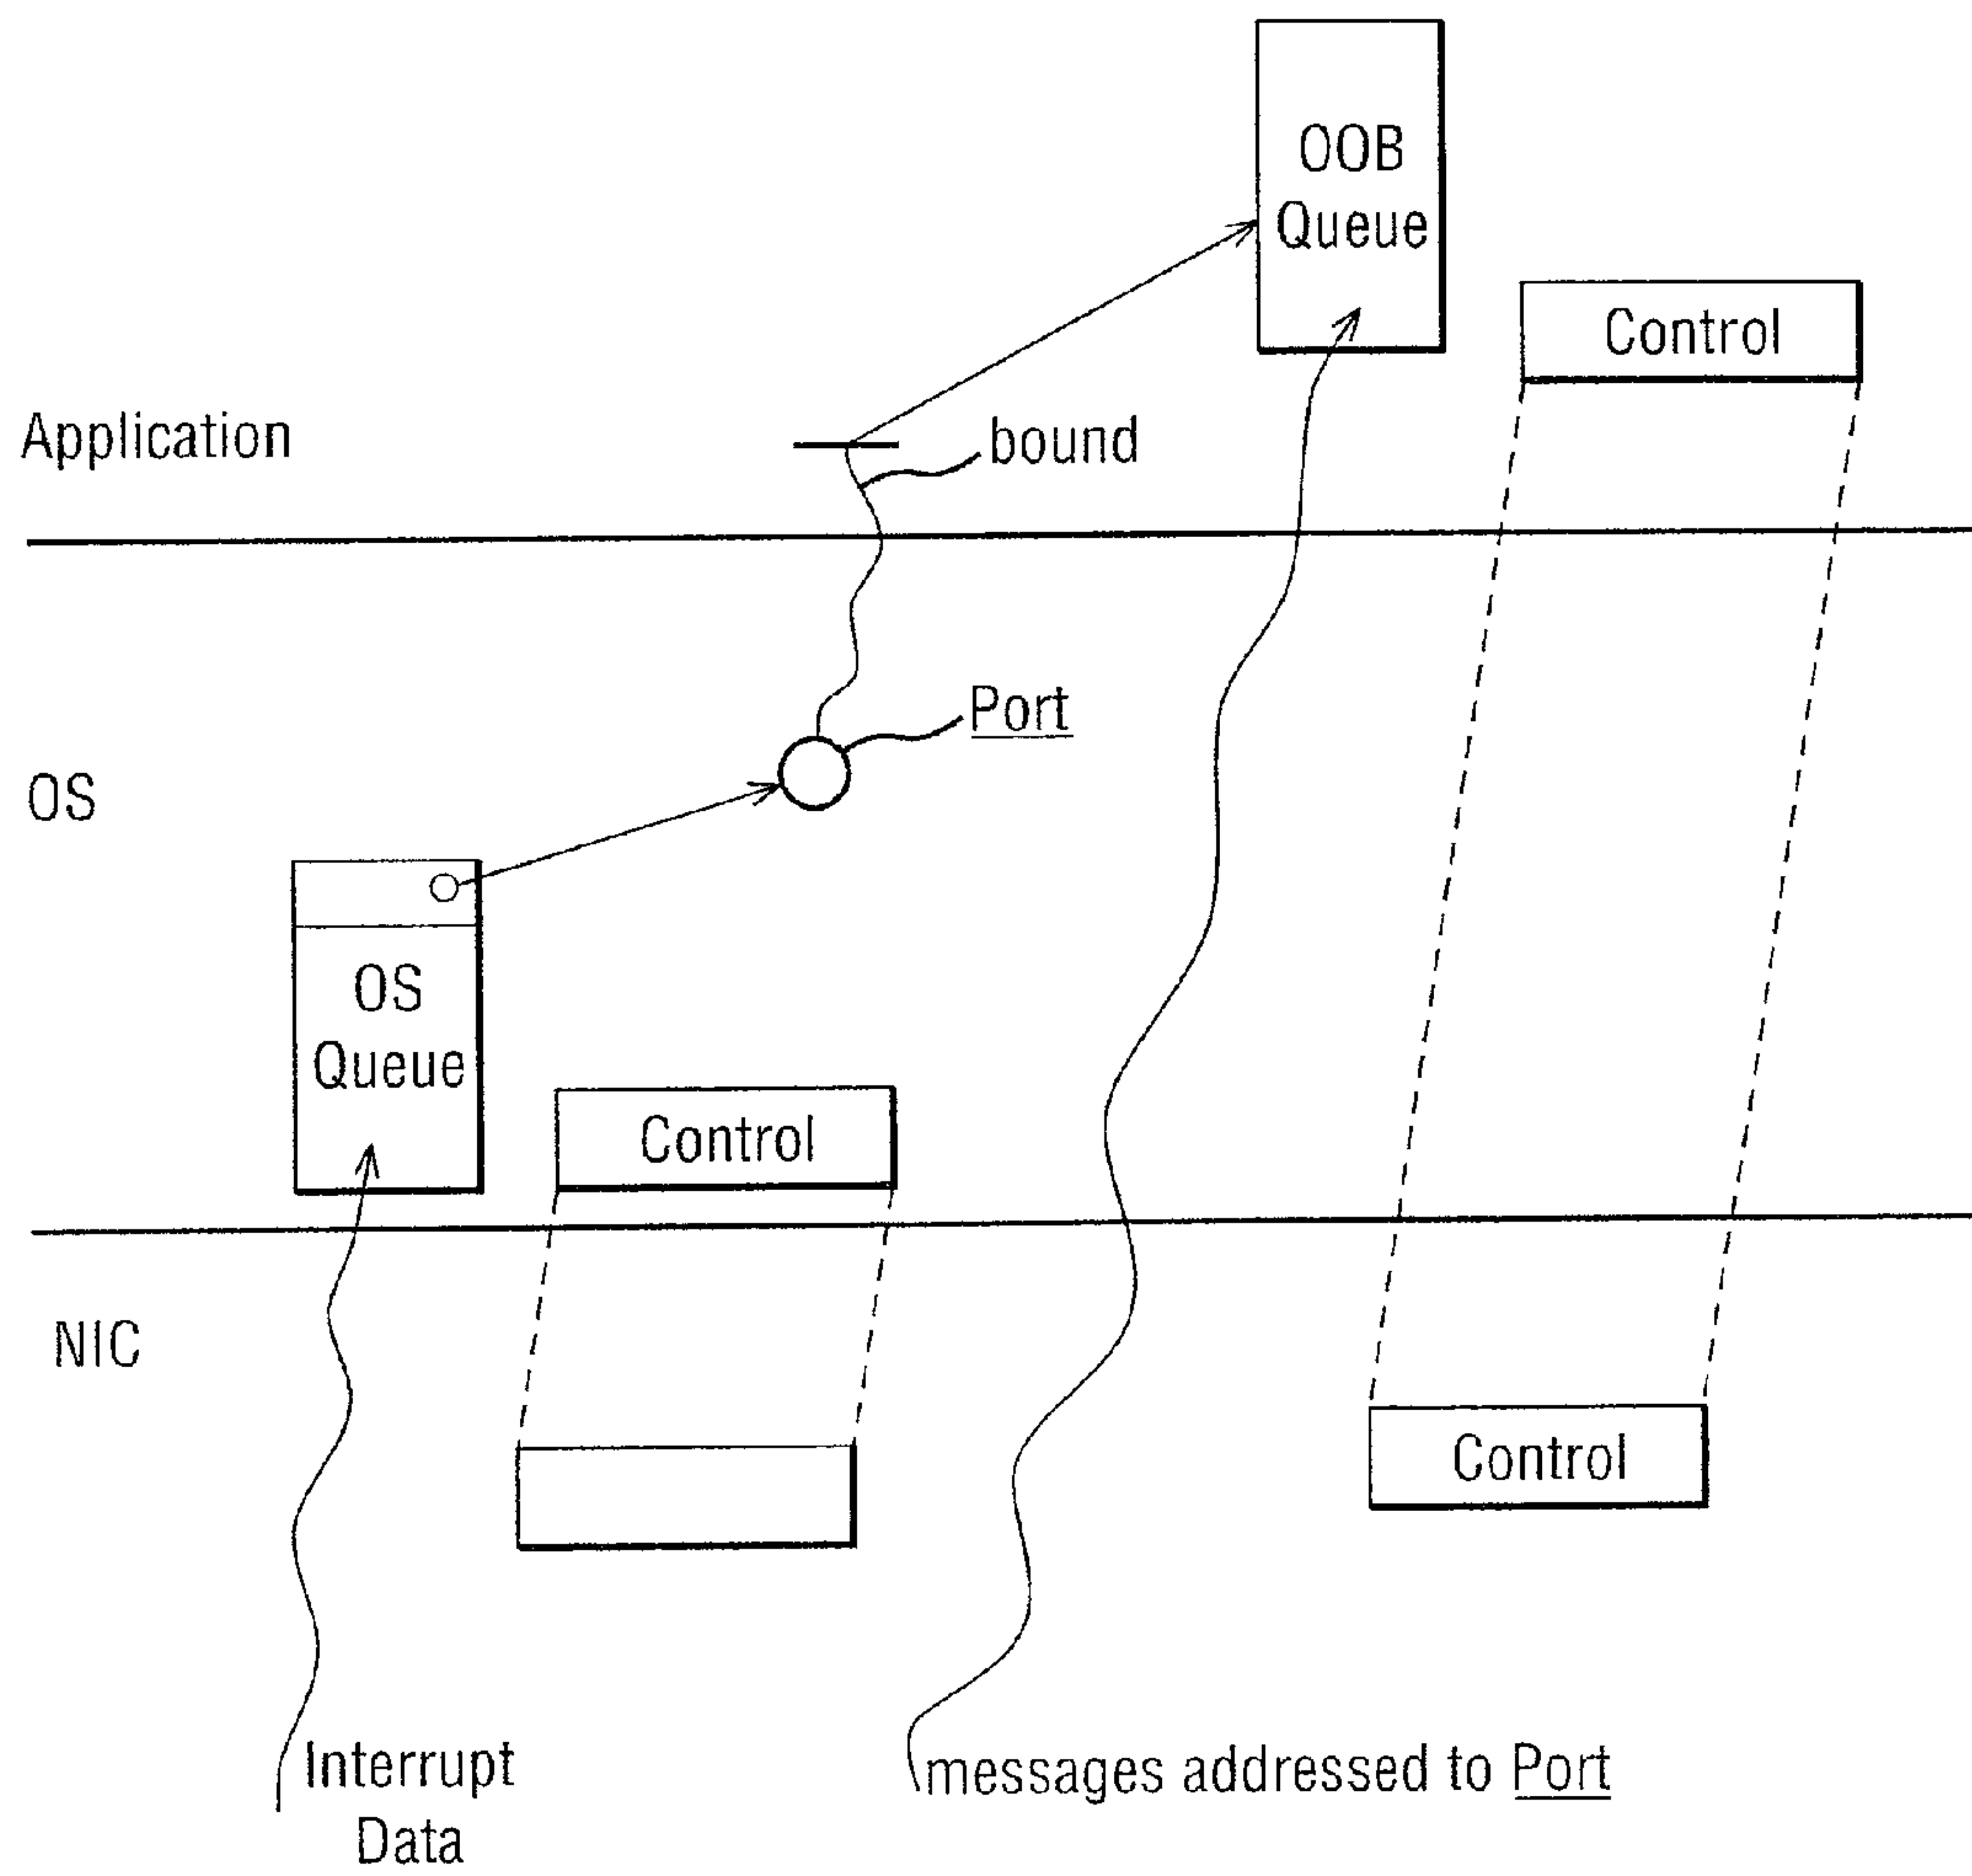 OOB
Queue
Control
Application
bound
Port
OS
OS
Queue
Control
NIC
Control
Interrupt
Data
messages addressed to Port